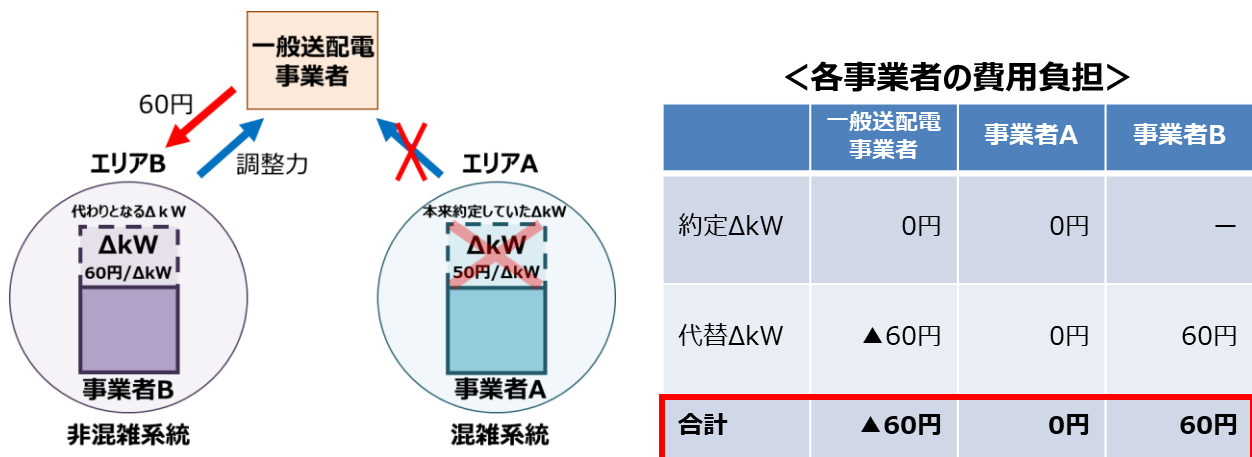 一般送配電
事業者
60円
調整力
エリアB
代わりとなるΔｋW
ΔkW
60円/ΔkW
事業者B
非混雑系統
エリアA
本来約定していたΔkW
ΔkW
50円/ΔkW
事業者A
混雑系統
＜各事業者の費用負担＞
一般送配電
事業者
事業者A
事業者B
約定ΔkW 0円 0円 ―
代替ΔkW ▲60円 0円 60円
合計 ▲60円 0円 60円